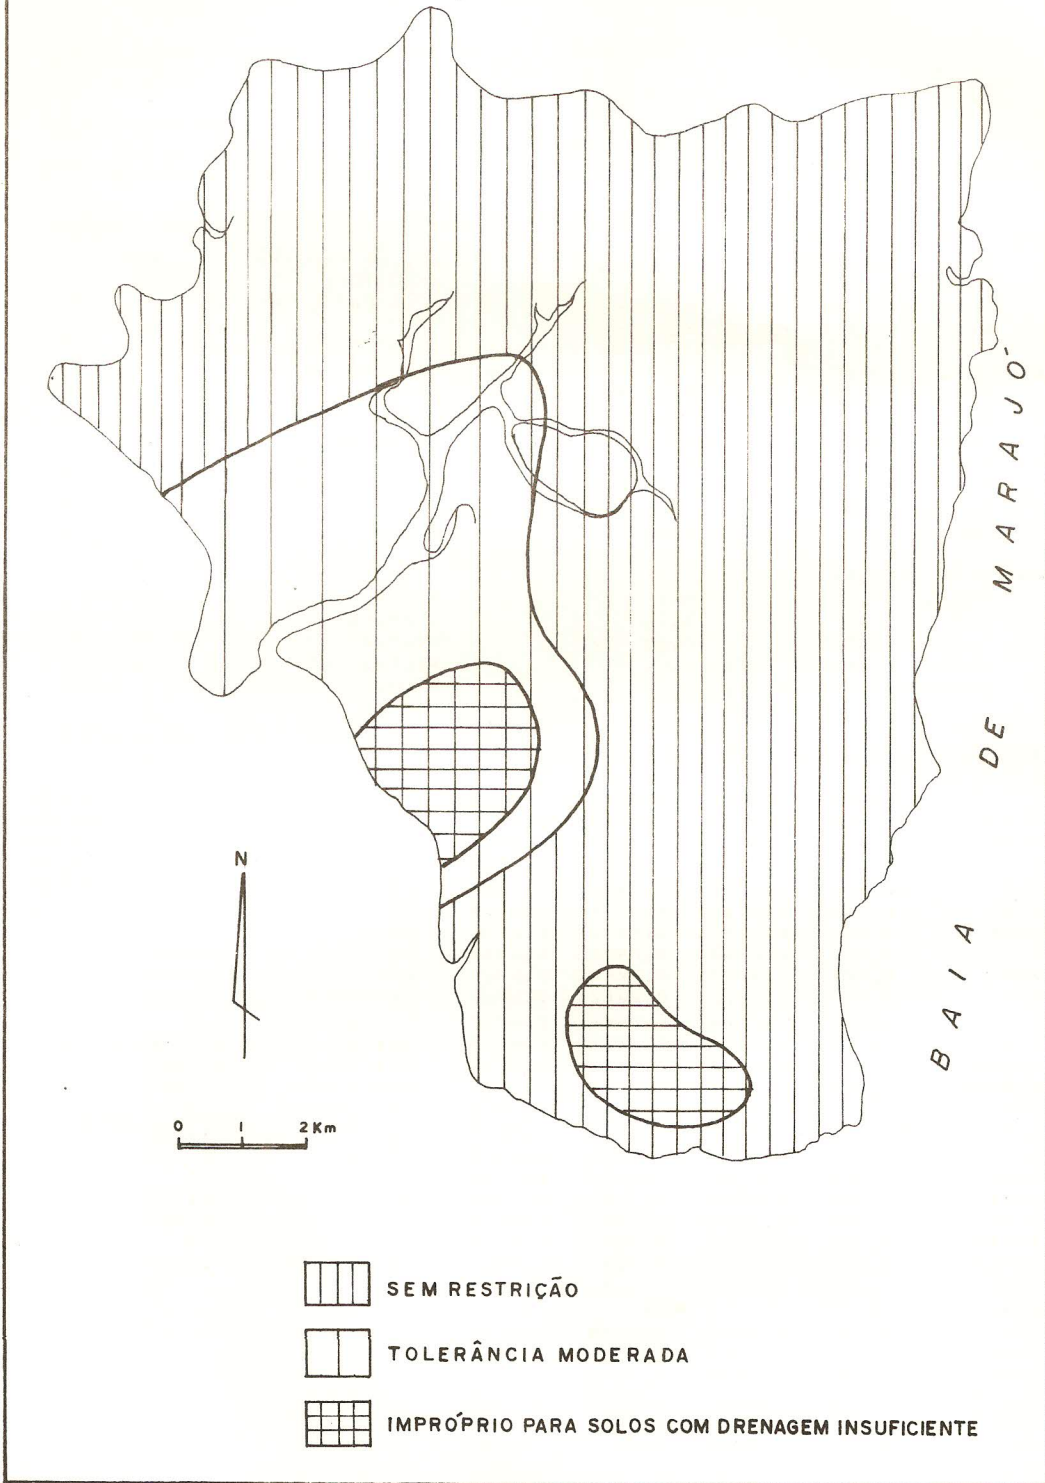 BAIA DE MARAJÓ
N
0 1 2 Km
SEM RESTRIÇÃO
TOLERÂNCIA MODERADA
IMPRÓPRIO PARA SOLOS COM DRENAGEM INSUFICIENTE